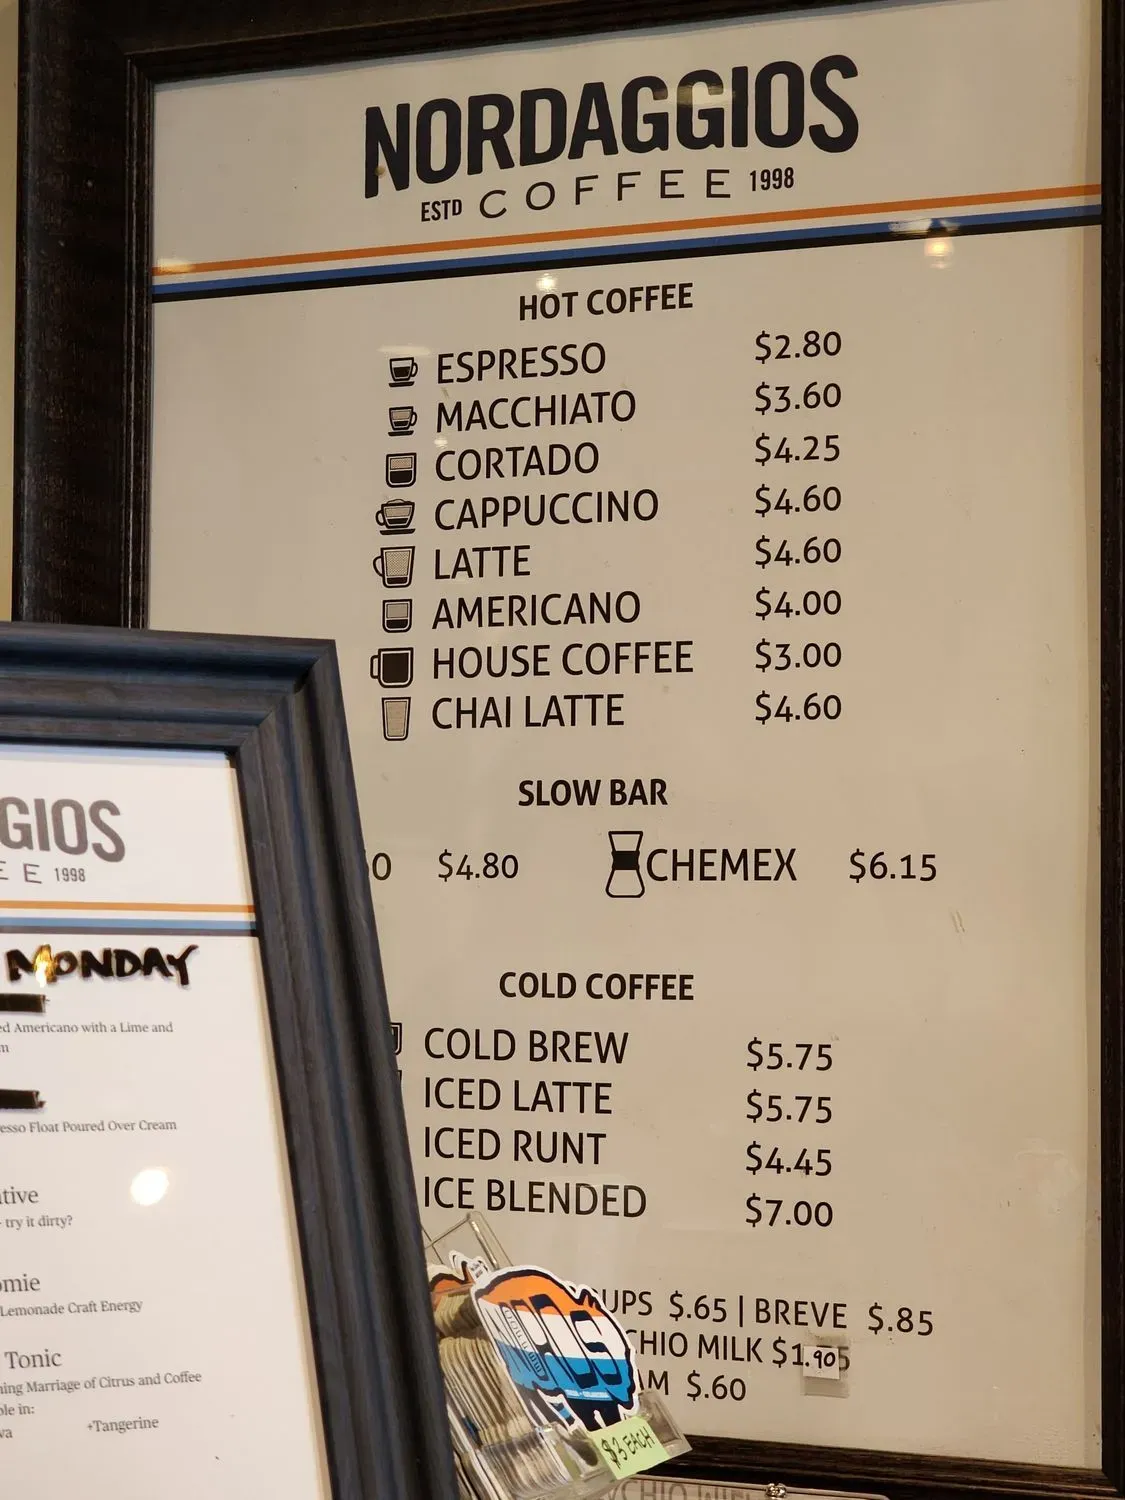 NORDAGGIOS
ESTD COFFEE 1998
HOT COFFEE
ESPRESSO $2.80
MACCHIATO $3.60
CORTADO $4.25
CAPPUCCINO $4.60
LATTE $4.60
AMERICANO $4.00
HOUSE COFFEE $3.00
CHAI LATTE $4.60
SLOW BAR
$4.80 CHEMEX $6.15
COLD COFFEE
COLD BREW $5.75
ICED LATTE $5.75
ICED RUNT $4.45
ICE BLENDED $7.00
UPS $.65 | BREVE $.85
CHIO MILK $1.905
M $.60
$3 EACH
GIOS
EE 1998
MONDAY
ed Americano with a Lime and
m
esso Float Poured Over Cream
tive
- try it dirty?
omie
Lemonade Craft Energy
Tonic
ning Marriage of Citrus and Coffee
ble in:
va +Tangerine